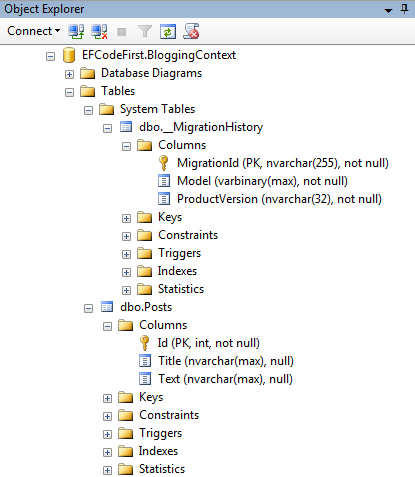 Object Explorer
Connect
EFCodeFirst.BloggingContext
Database Diagrams
Tables
System Tables
dbo.__MigrationHistory
Columns
MigrationId (PK, nvarchar(255), not null)
Model (varbinary(max), not null)
ProductVersion (nvarchar(32), not null)
Keys
Constraints
Triggers
Indexes
Statistics
dbo.Posts
Columns
Id (PK, int, not null)
Title (nvarchar(max), null)
Text (nvarchar(max), null)
Keys
Constraints
Triggers
Indexes
Statistics